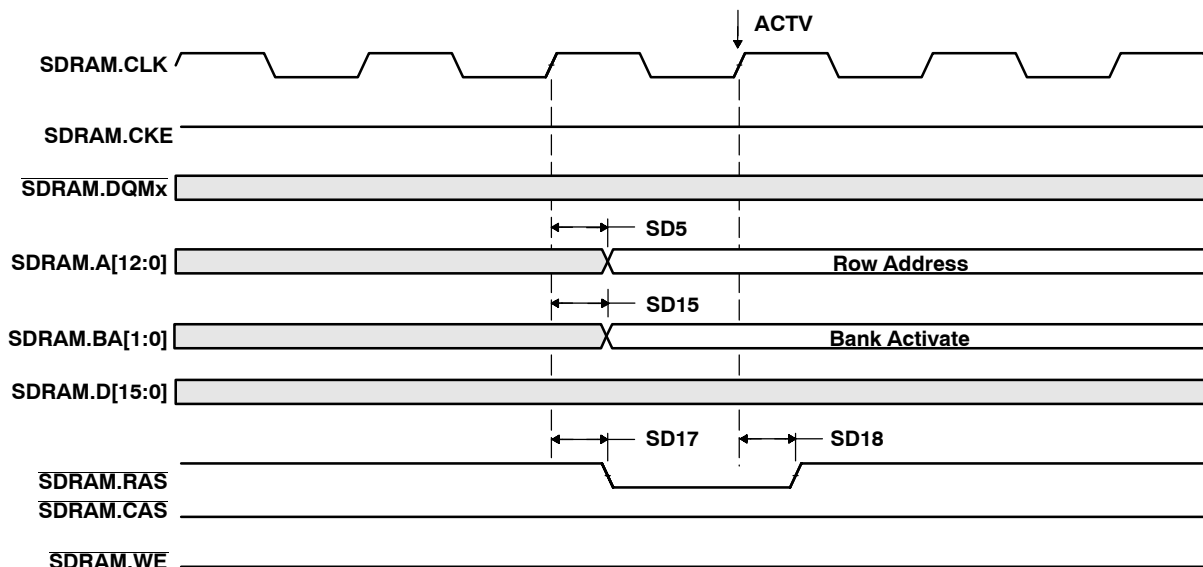 ACTV
SDRAM.CLK
SDRAM.CKE
SDRAM.DQMx
SD5
SDRAM.A[12:0]
Row Address
SD15
SDRAM.BA[1:0]
Bank Activate
SDRAM.D[15:0]
SD17
SD18
SDRAM.RAS
SDRAM.CAS
SDRAM.WE